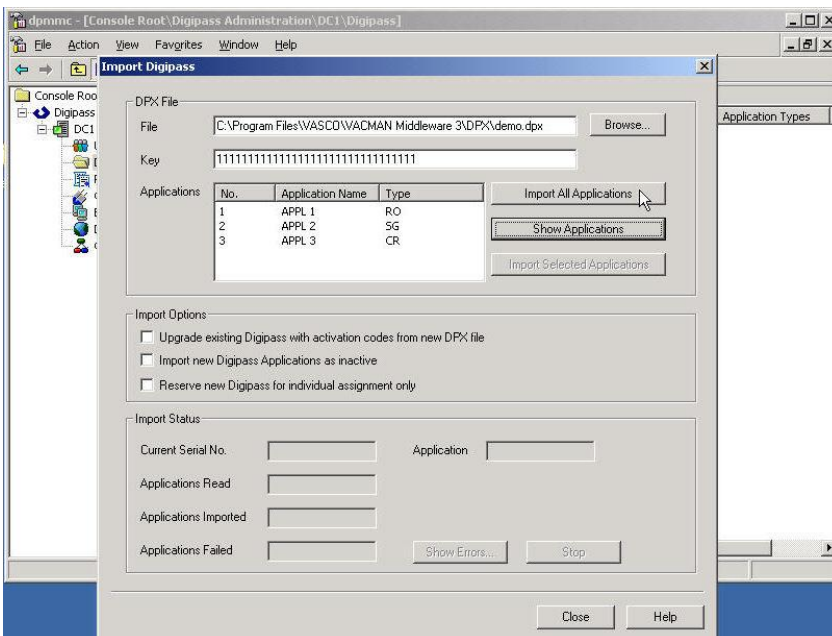 dpmmc - [Console Root\Digipass Administration\DC1\Digipass]
File Action View Favorites Window Help
Import Digipass
Console Roo
Digipass
DC1
Application Types
DPX File
File C:\Program Files\VASCO\VACMAN Middleware 3\DPX\demo.dpx Browse...
Key 11111111111111111111111111111111
Applications No. Application Name Type Import All Applications
1 APPL 1 RO
2 APPL 2 SG Show Applications
3 APPL 3 CR
Import Selected Applications
Import Options
Upgrade existing Digipass with activation codes from new DPX file
Import new Digipass Applications as inactive
Reserve new Digipass for individual assignment only
Import Status
Current Serial No. Application
Applications Read
Applications Imported
Applications Failed Show Errors... Stop
Close Help